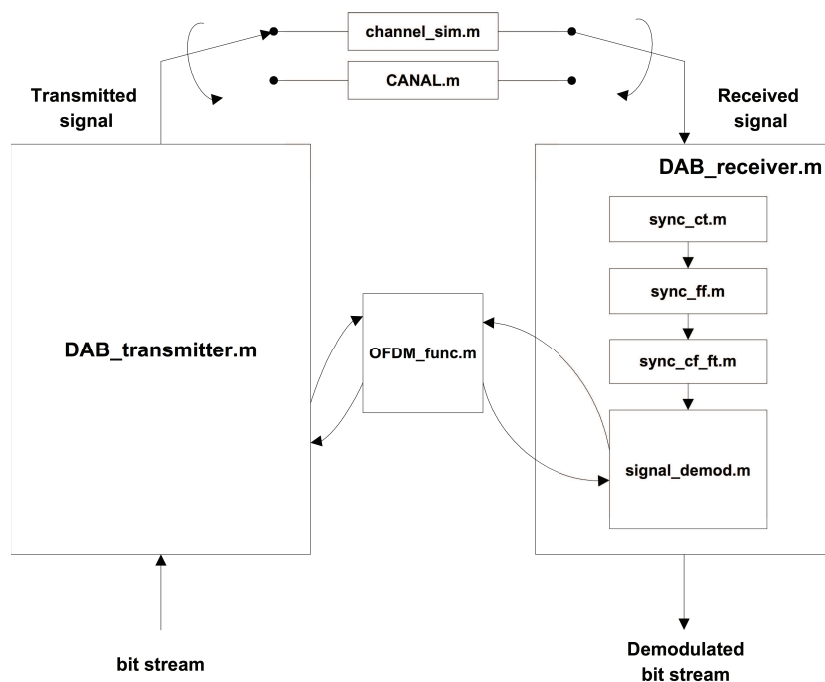 channel_sim.m
CANAL.m
Transmitted
signal
Received
signal
DAB_receiver.m
sync_ct.m
sync_ff.m
DAB_transmitter.m
OFDM_func.m
sync_cf_ft.m
signal_demod.m
bit stream
Demodulated
bit stream